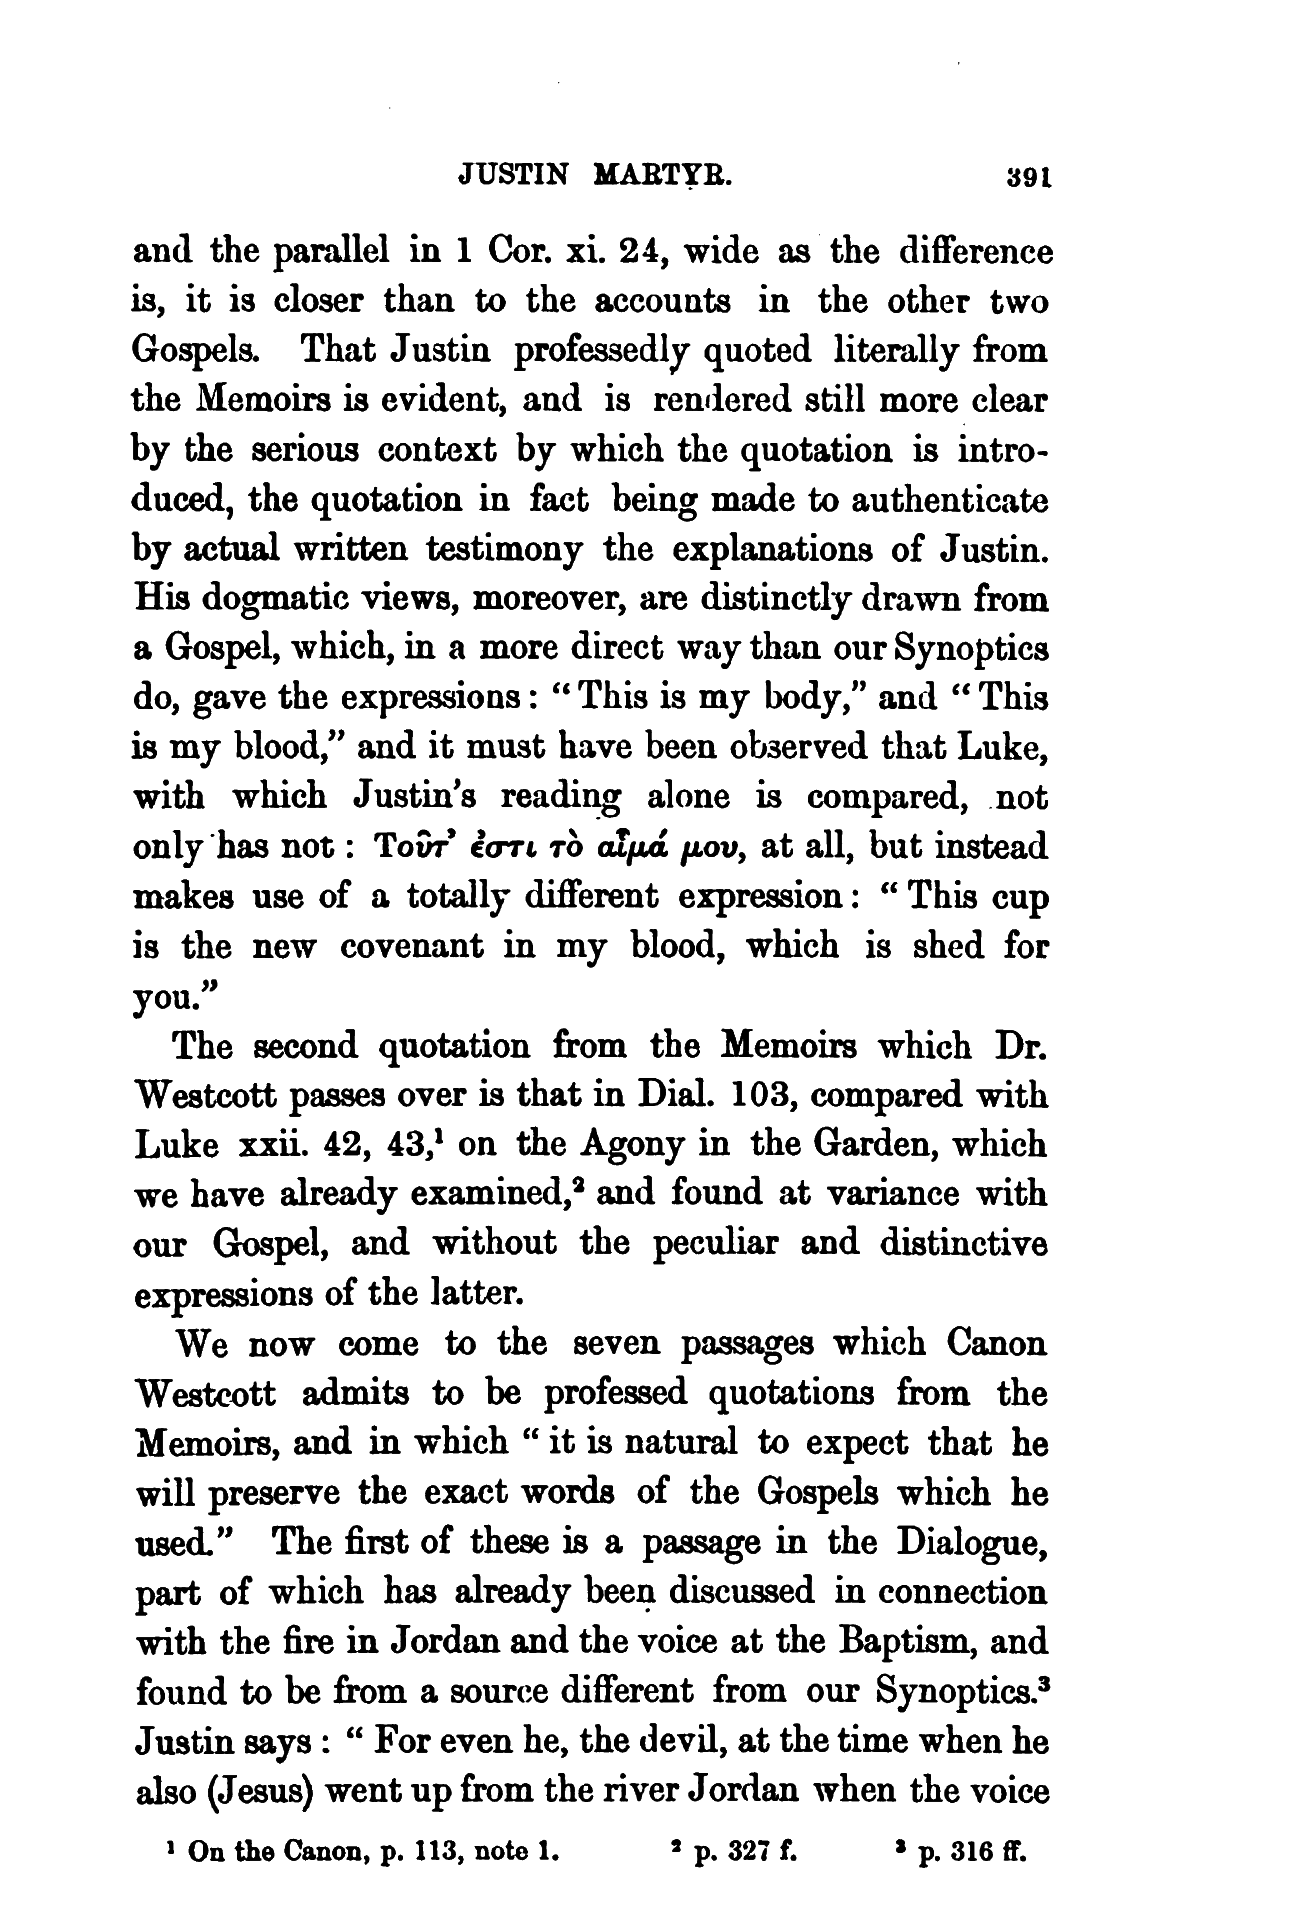 JUSTIN MARTYR. 391
and the parallel in 1 Cor. xi. 24, wide as the difference
is, it is closer than to the accounts in the other two
Gospels. That Justin professedly quoted literally from
the Memoirs is evident, and is rendered still more clear
by the serious context by which the quotation is intro-
duced, the quotation in fact being made to authenticate
by actual written testimony the explanations of Justin.
His dogmatic views, moreover, are distinctly drawn from
a Gospel, which, in a more direct way than our Synoptics
do, gave the expressions: “This is my body,” and “This
is my blood,” and it must have been observed that Luke,
with which Justin's reading alone is compared, not
only has not: Τοῦτ’ ἐστι τὸ αἷμά μου, at all, but instead
makes use of a totally different expression: “This cup
is the new covenant in my blood, which is shed for
you.”
The second quotation from the Memoirs which Dr.
Westcott passes over is that in Dial. 103, compared with
Luke xxii. 42, 43,¹ on the Agony in the Garden, which
we have already examined,² and found at variance with
our Gospel, and without the peculiar and distinctive
expressions of the latter.
We now come to the seven passages which Canon
Westcott admits to be professed quotations from the
Memoirs, and in which “it is natural to expect that he
will preserve the exact words of the Gospels which he
used.” The first of these is a passage in the Dialogue,
part of which has already been discussed in connection
with the fire in Jordan and the voice at the Baptism, and
found to be from a source different from our Synoptics.³
Justin says: “For even he, the devil, at the time when he
also (Jesus) went up from the river Jordan when the voice
¹ On the Canon, p. 113, note 1. ² p. 327 f. ³ p. 316 ff.